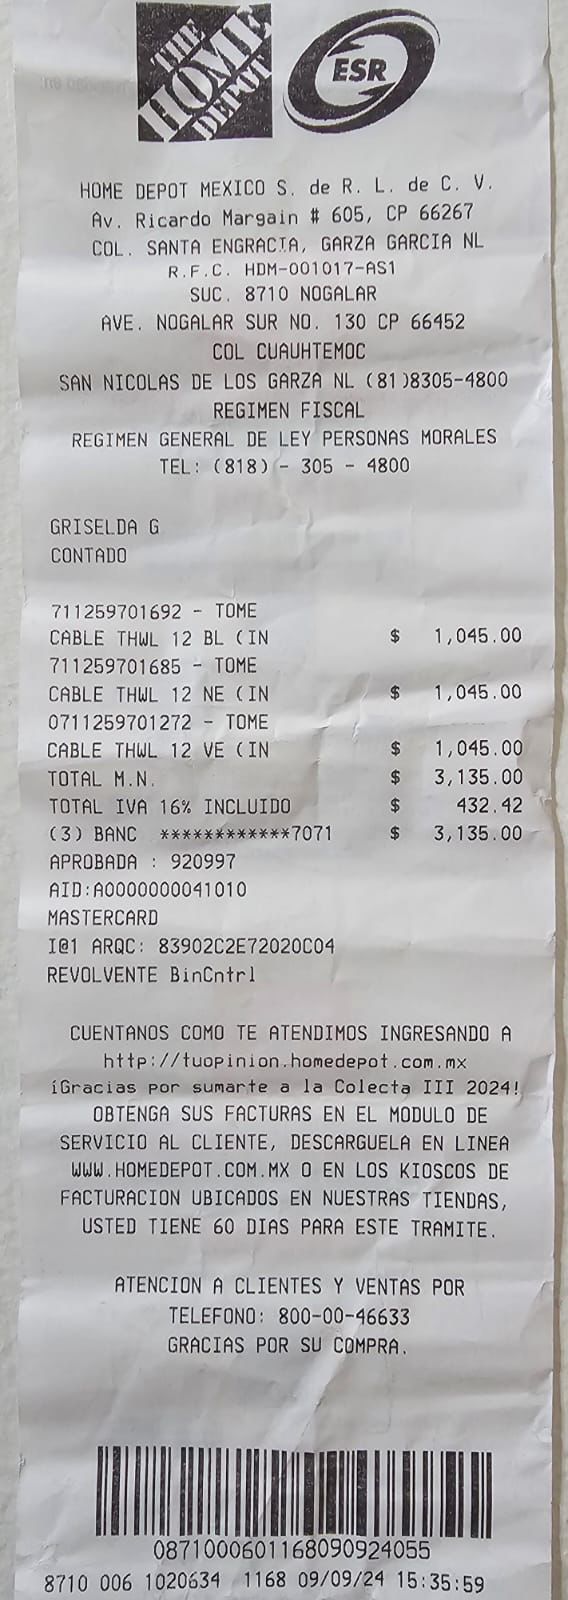 THE HOME DEPOT
ESR
HOME DEPOT MEXICO S. de R. L. de C. V.
Av. Ricardo Margain # 605, CP 66267
COL. SANTA ENGRACIA, GARZA GARCIA NL
R.F.C. HDM-001017-AS1
SUC. 8710 NOGALAR
AVE. NOGALAR SUR NO. 130 CP 66452
COL CUAUHTEMOC
SAN NICOLAS DE LOS GARZA NL (81)8305-4800
REGIMEN FISCAL
REGIMEN GENERAL DE LEY PERSONAS MORALES
TEL: (818) - 305 - 4800
GRISELDA G
CONTADO
711259701692 - TOME
CABLE THWL 12 BL (IN $ 1,045.00
711259701685 - TOME
CABLE THWL 12 NE (IN $ 1,045.00
0711259701272 - TOME
CABLE THWL 12 VE (IN $ 1,045.00
TOTAL M.N. $ 3,135.00
TOTAL IVA 16% INCLUIDO $ 432.42
(3) BANC ************7071 $ 3,135.00
APROBADA : 920997
AID:A0000000041010
MASTERCARD
I@1 ARQC: 83902C2E72020C04
REVOLVENTE BinCntrl
CUENTANOS COMO TE ATENDIMOS INGRESANDO A
http://tuopinion.homedepot.com.mx
¡Gracias por sumarte a la Colecta III 2024!
OBTENGA SUS FACTURAS EN EL MODULO DE
SERVICIO AL CLIENTE, DESCARGUELA EN LINEA
WWW.HOMEDEPOT.COM.MX O EN LOS KIOSCOS DE
FACTURACION UBICADOS EN NUESTRAS TIENDAS,
USTED TIENE 60 DIAS PARA ESTE TRAMITE.
ATENCION A CLIENTES Y VENTAS POR
TELEFONO: 800-00-46633
GRACIAS POR SU COMPRA.
0871000601168090924055
8710 006 1020634 1168 09/09/24 15:35:59